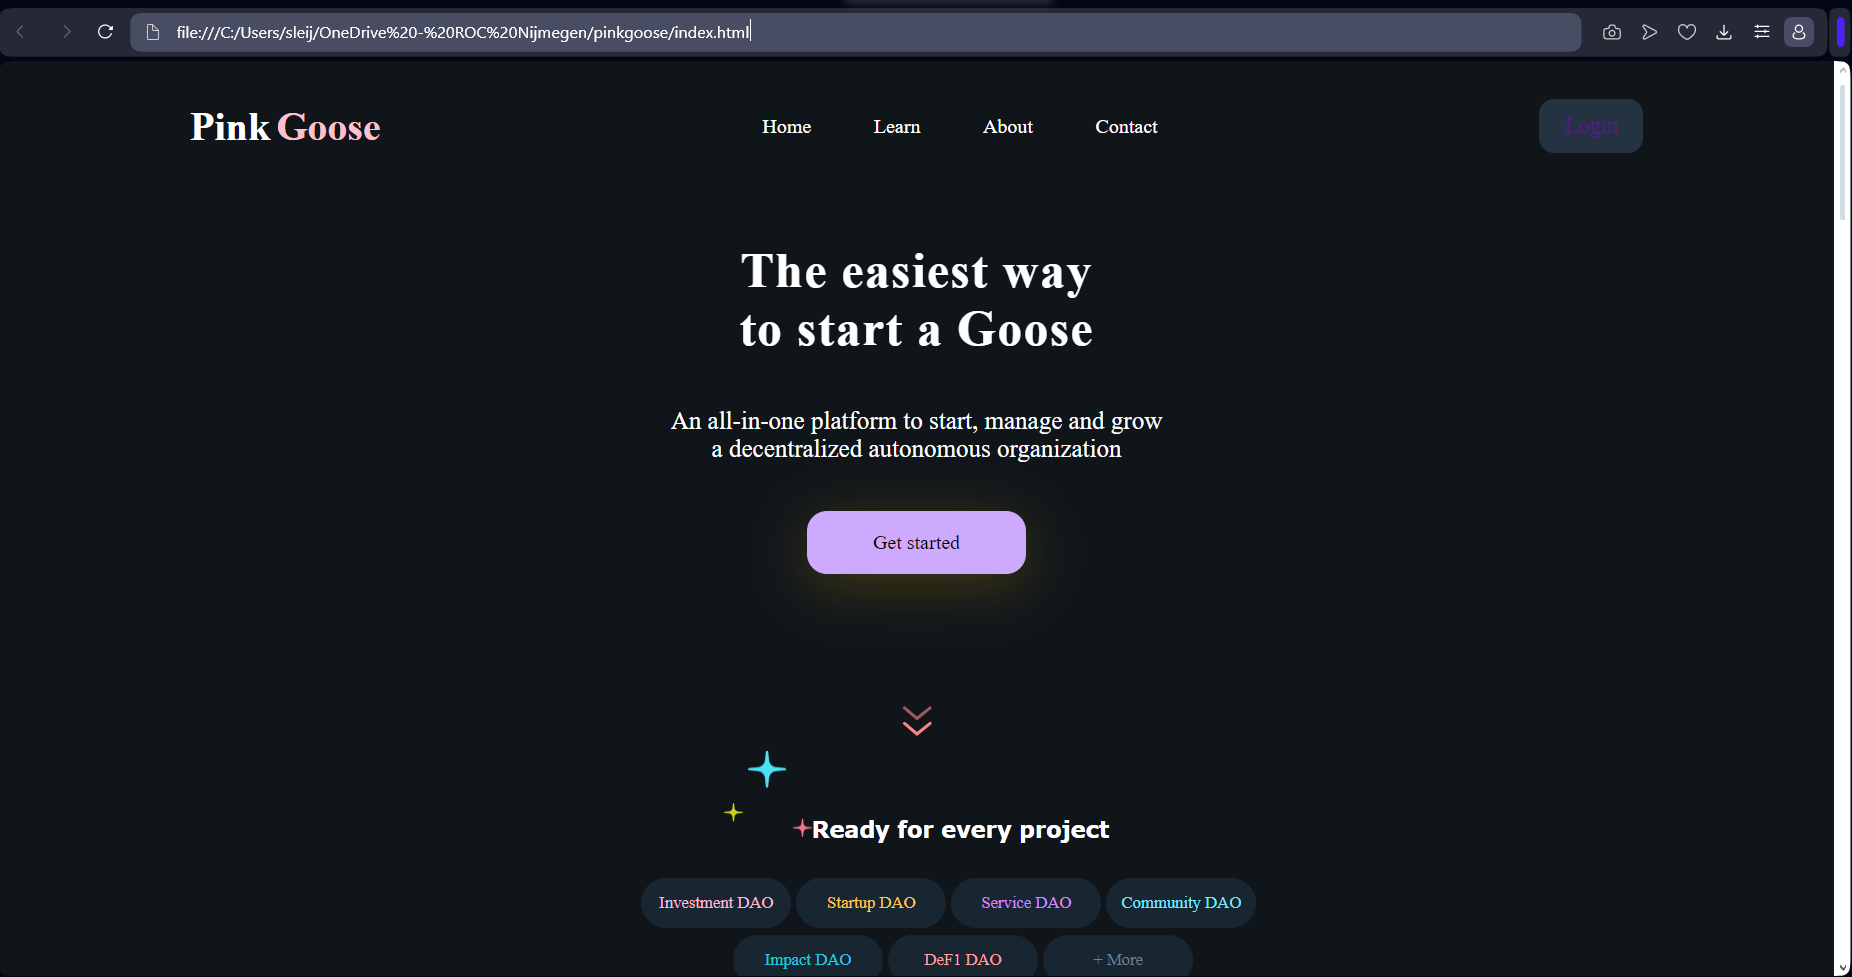 file:///C:/Users/sleij/OneDrive%20-%20ROC%20Nijmegen/pinkgoose/index.html
Pink Goose
Home Learn About Contact
Login
The easiest way
to start a Goose
An all-in-one platform to start, manage and grow
a decentralized autonomous organization
Get started
Ready for every project
Investment DAO Startup DAO Service DAO Community DAO
Impact DAO DeF1 DAO + More